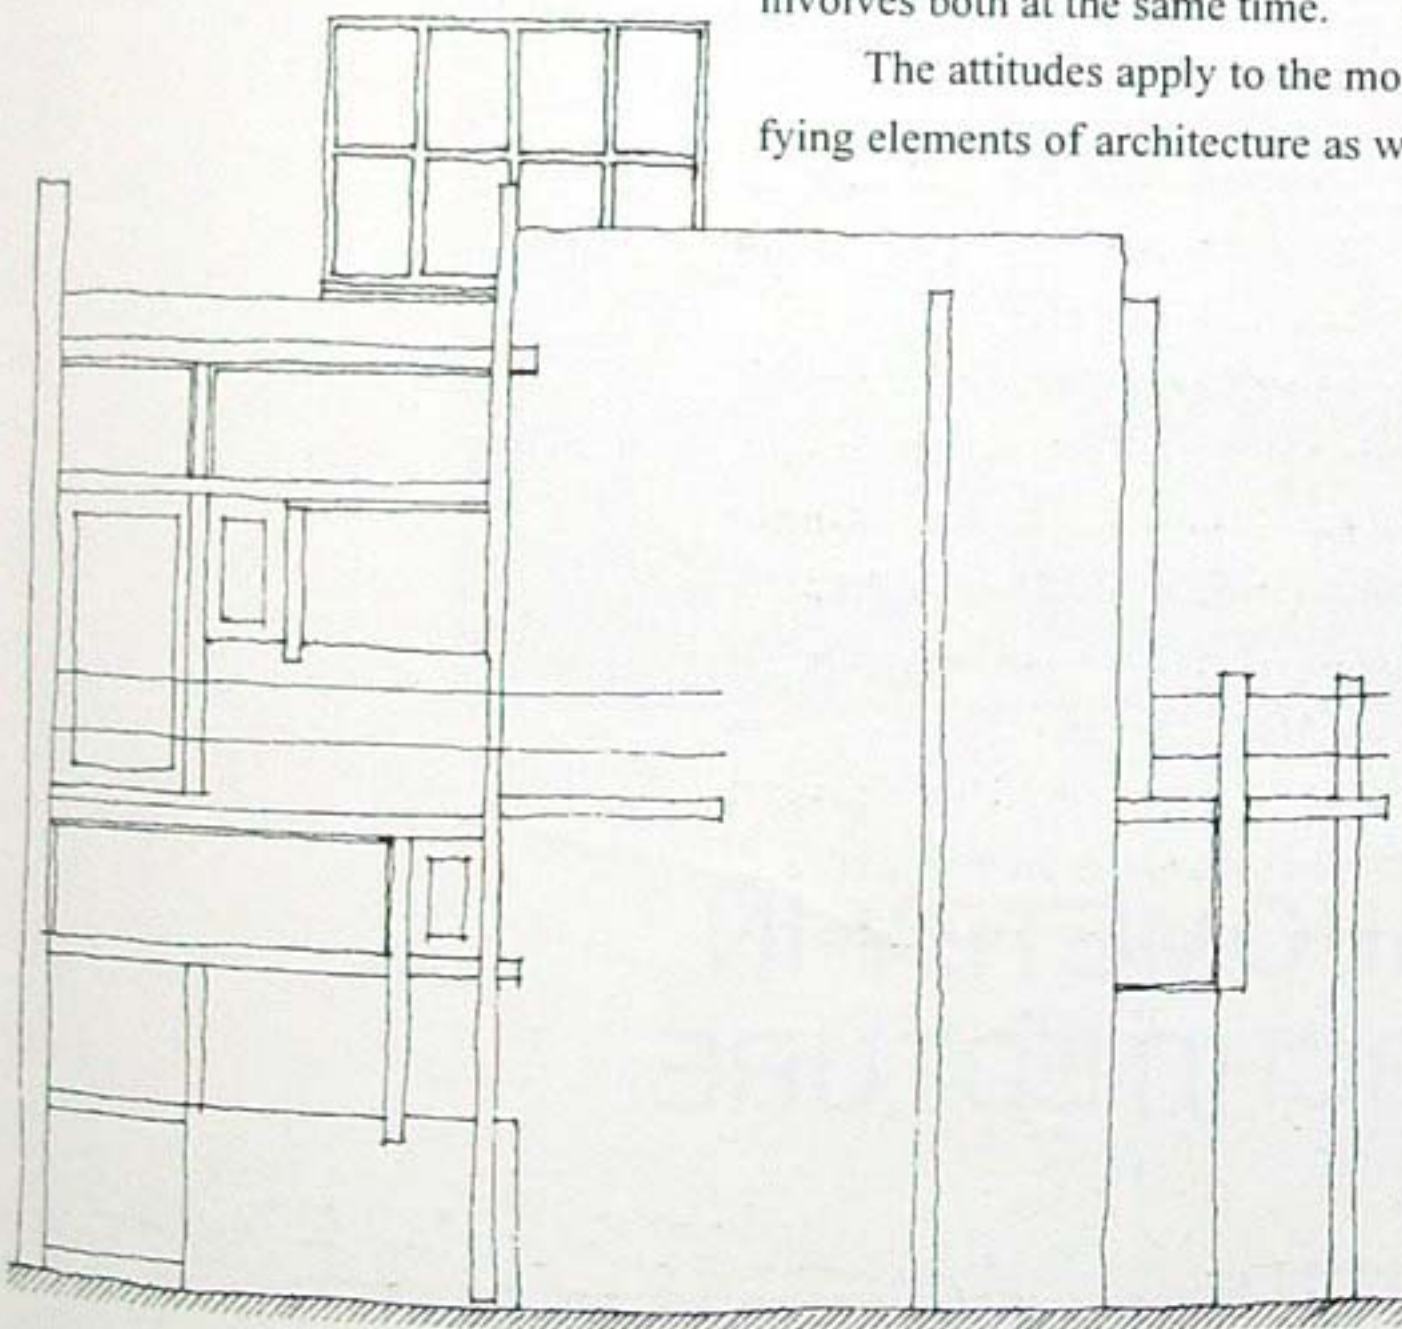 involves both at the same time.
The attitudes apply to the mo
fying elements of architecture as w